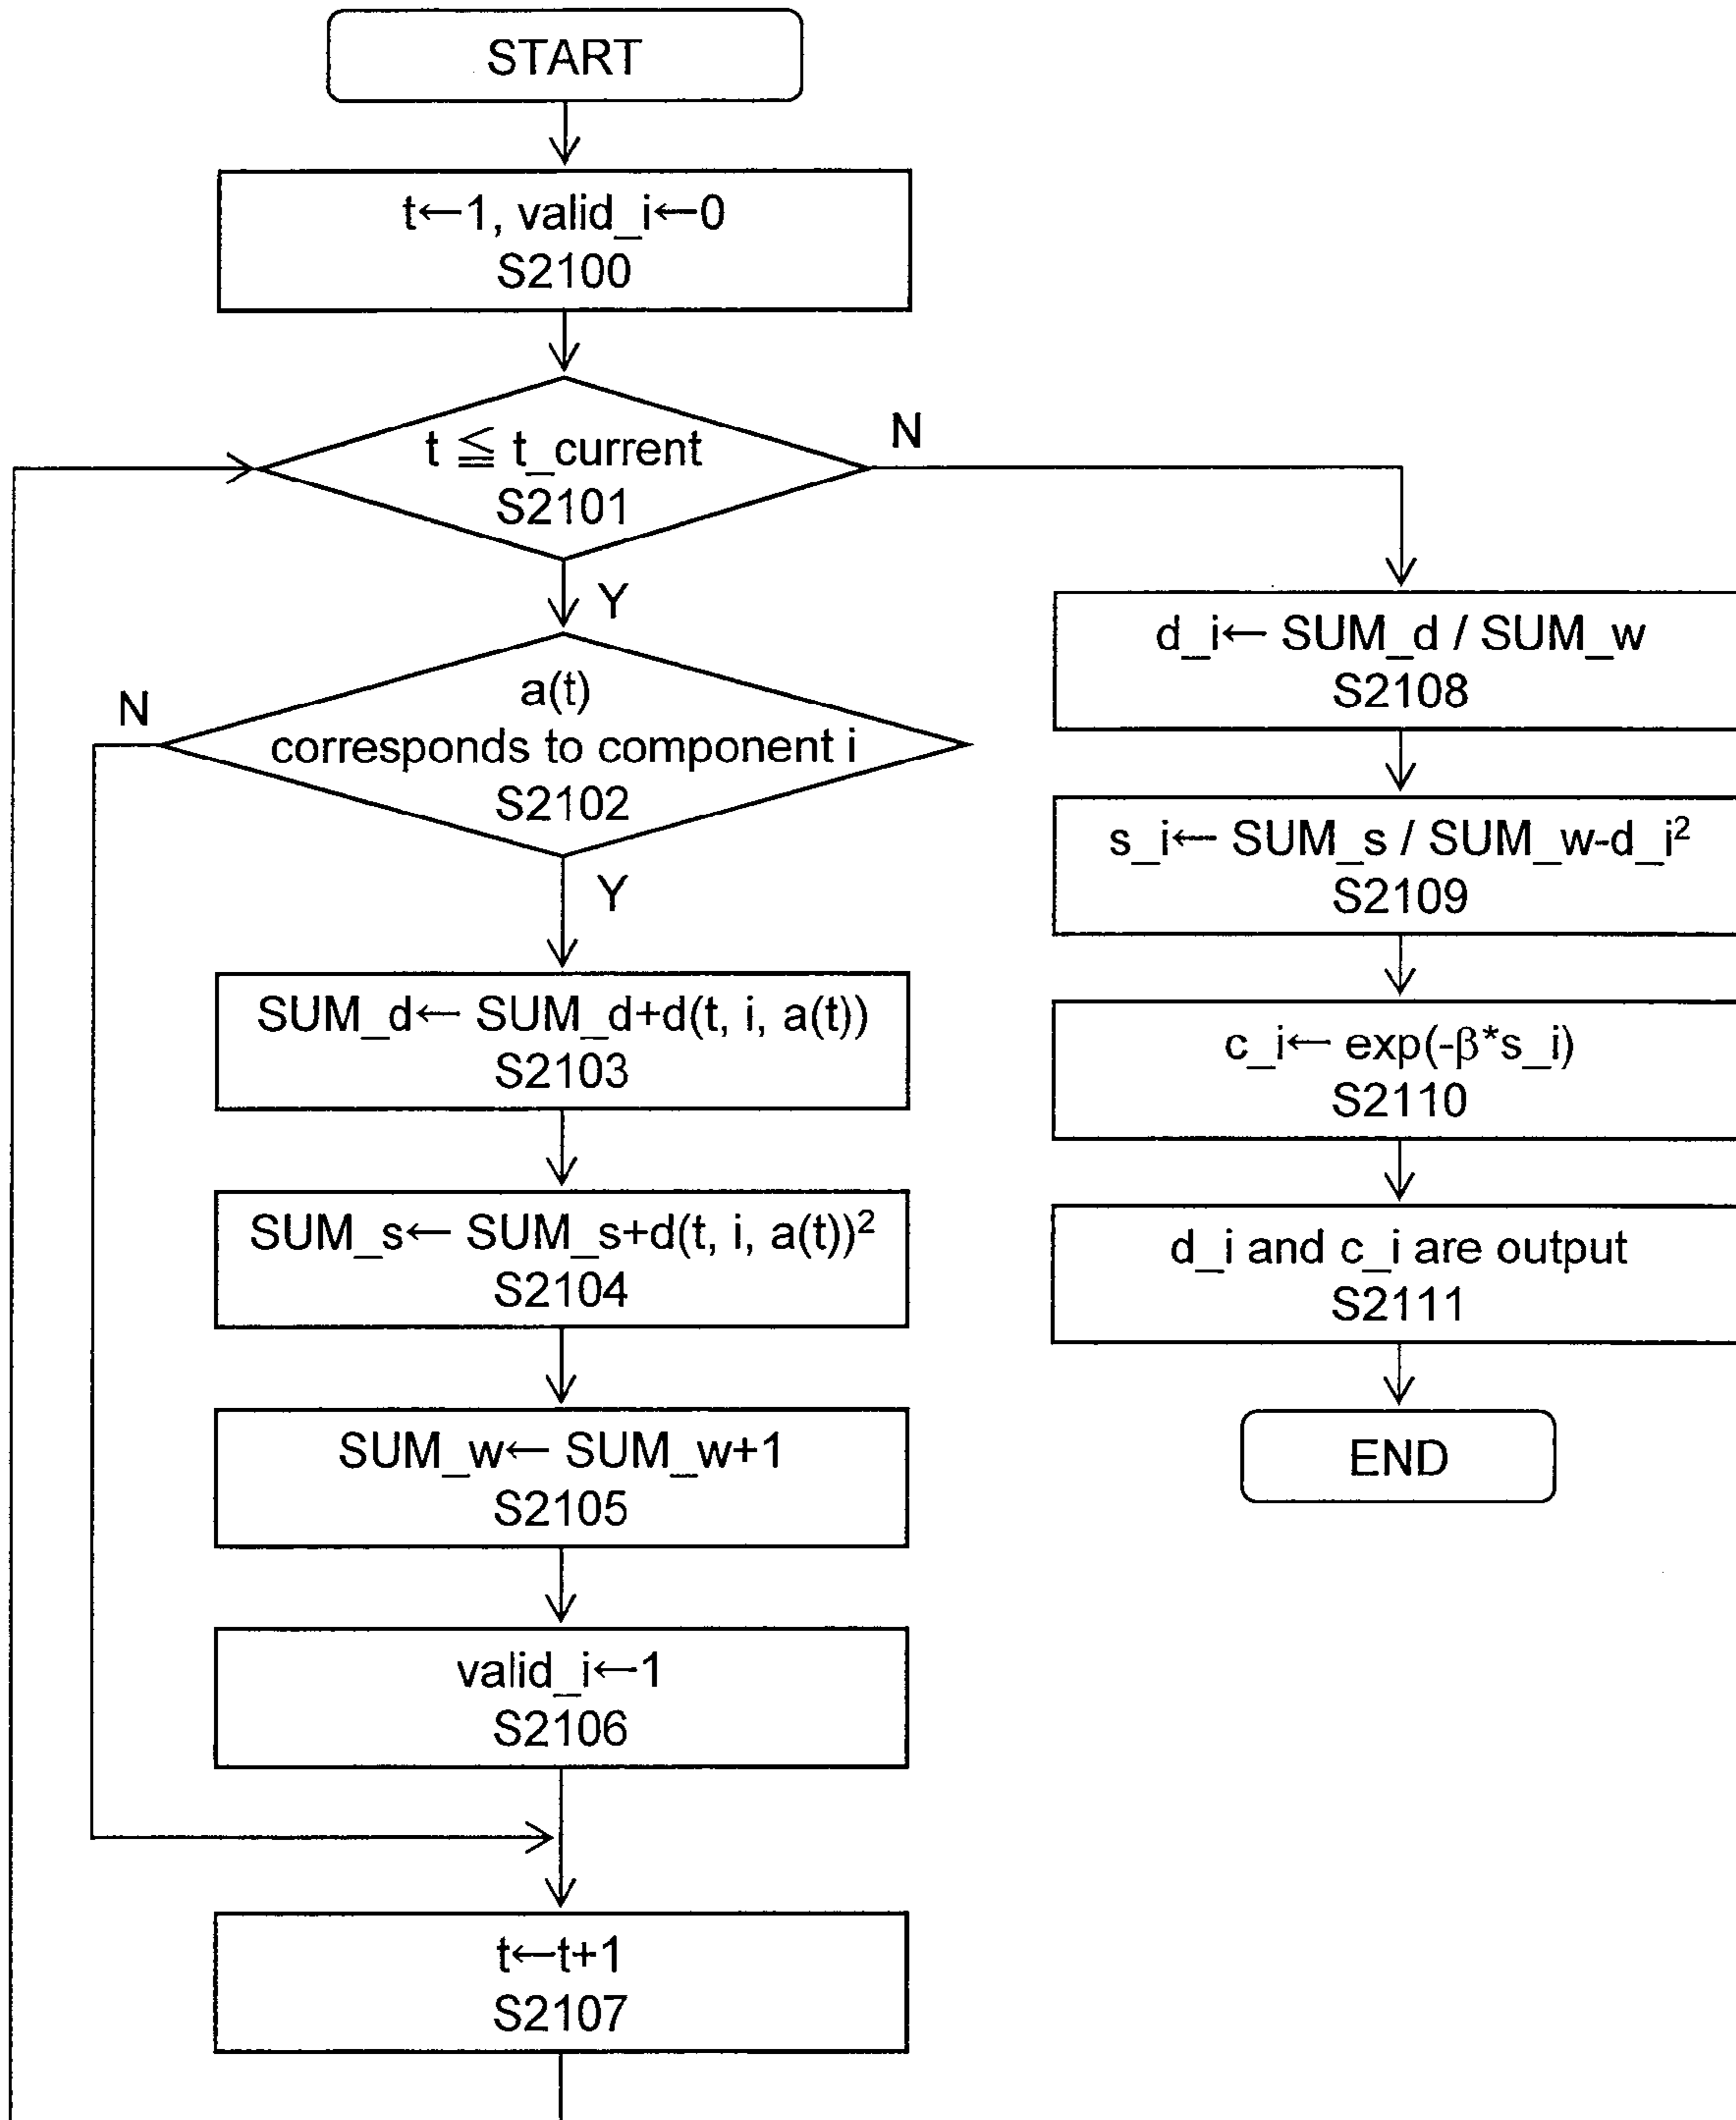 START
t←1, valid_i←0
S2100
t ≦ t_current
S2101
N
Y
a(t)
corresponds to component i
S2102
N
Y
SUM_d← SUM_d+d(t, i, a(t))
S2103
SUM_s← SUM_s+d(t, i, a(t))²
S2104
SUM_w← SUM_w+1
S2105
valid_i←1
S2106
t←t+1
S2107
d_i← SUM_d / SUM_w
S2108
s_i← SUM_s / SUM_w-d_i²
S2109
c_i← exp(-β*s_i)
S2110
d_i and c_i are output
S2111
END